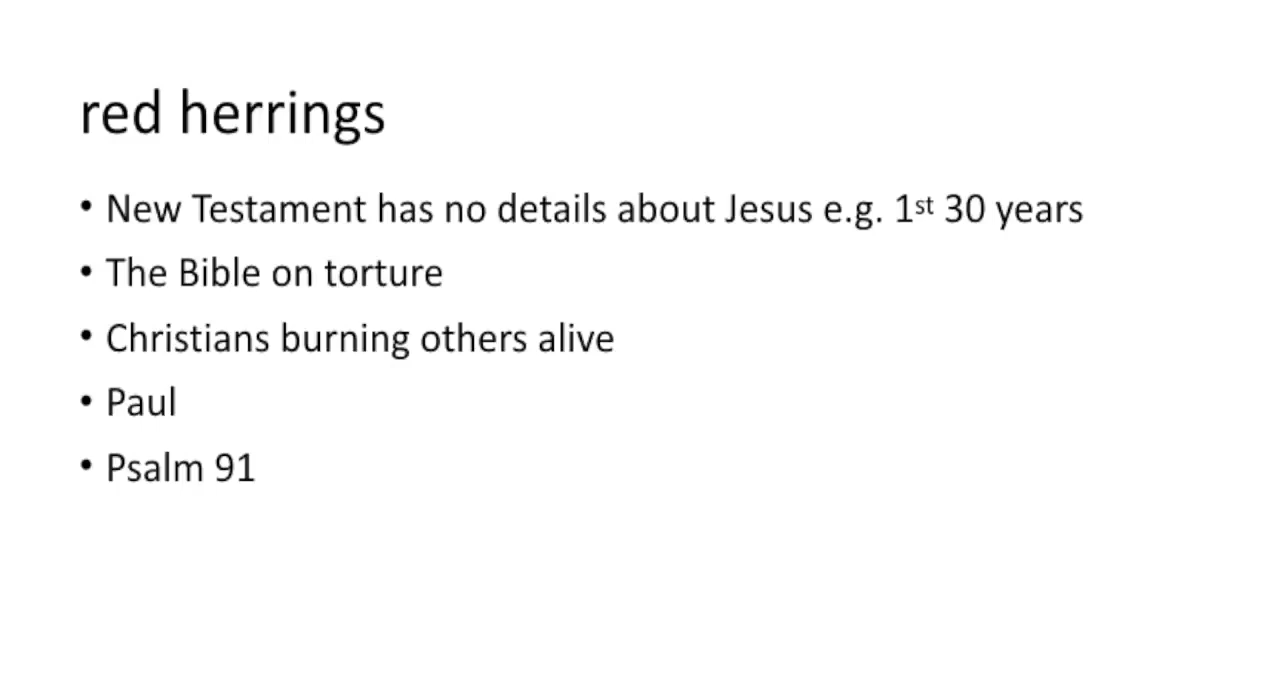 red herrings
• New Testament has no details about Jesus e.g. 1st 30 years
• The Bible on torture
• Christians burning others alive
• Paul
• Psalm 91